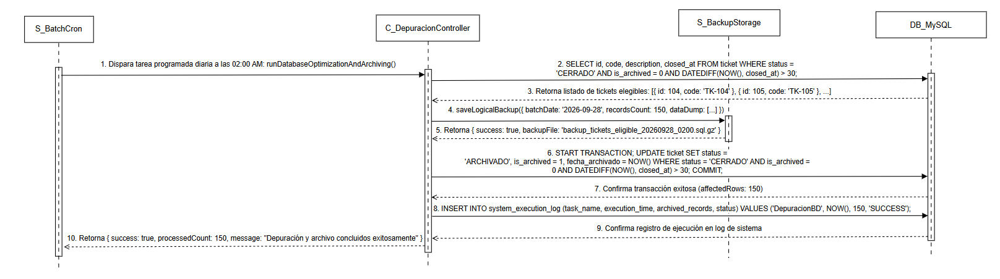 S_BatchCron
C_DepuracionController
S_BackupStorage
DB_MySQL
1. Dispara tarea programada diaria a las 02:00 AM: runDatabaseOptimizationAndArchiving()
2. SELECT id, code, description, closed_at FROM ticket WHERE status =
'CERRADO' AND is_archived = 0 AND DATEDIFF(NOW(), closed_at) > 30;
3. Retorna listado de tickets elegibles: [{ id: 104, code: 'TK-104' }, { id: 105, code: 'TK-105' }, ...]
4. saveLogicalBackup({ batchDate: '2026-09-28', recordsCount: 150, dataDump: [...] })
5. Retorna { success: true, backupFile: 'backup_tickets_eligible_20260928_0200.sql.gz' }
6. START TRANSACTION; UPDATE ticket SET status =
'ARCHIVADO', is_archived = 1, fecha_archivado = NOW() WHERE status = 'CERRADO' AND is_archived =
0 AND DATEDIFF(NOW(), closed_at) > 30; COMMIT;
7. Confirma transacción exitosa (affectedRows: 150)
8. INSERT INTO system_execution_log (task_name, execution_time, archived_records, status) VALUES ('DepuracionBD', NOW(), 150, 'SUCCESS');
9. Confirma registro de ejecución en log de sistema
10. Retorna { success: true, processedCount: 150, message: "Depuración y archivo concluidos exitosamente" }